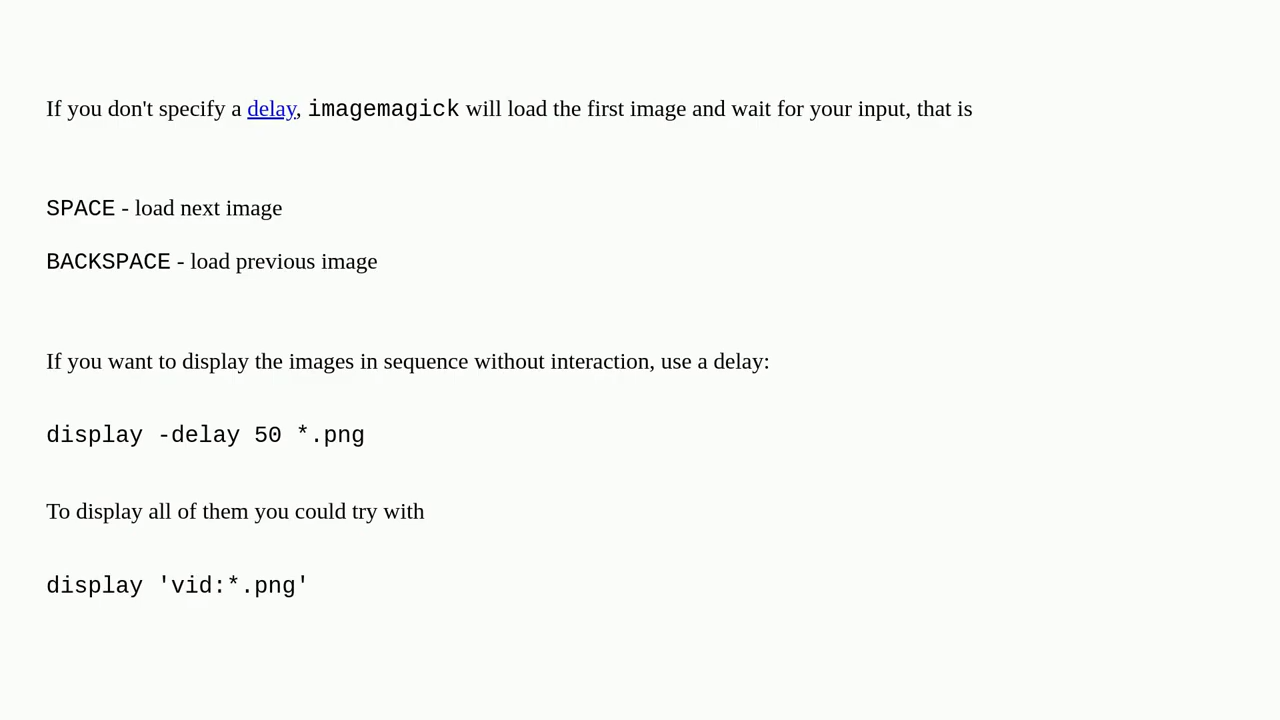 If you don't specify a delay, imagemagick will load the first image and wait for your input, that is
SPACE - load next image
BACKSPACE - load previous image
If you want to display the images in sequence without interaction, use a delay:
display -delay 50 *.png
To display all of them you could try with
display 'vid:*.png'